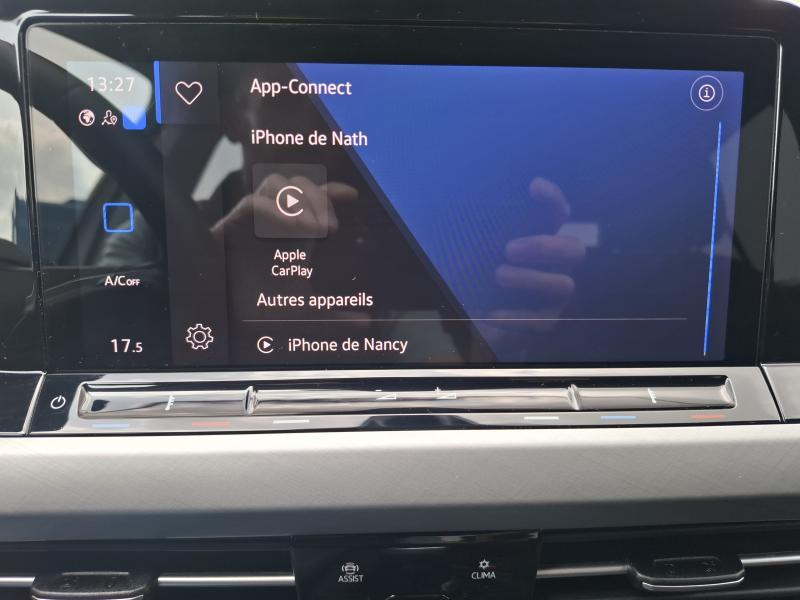 13:27
App-Connect
iPhone de Nath
Apple
CarPlay
Autres appareils
iPhone de Nancy
A/C OFF
17.5
ASSIST
CLIMA